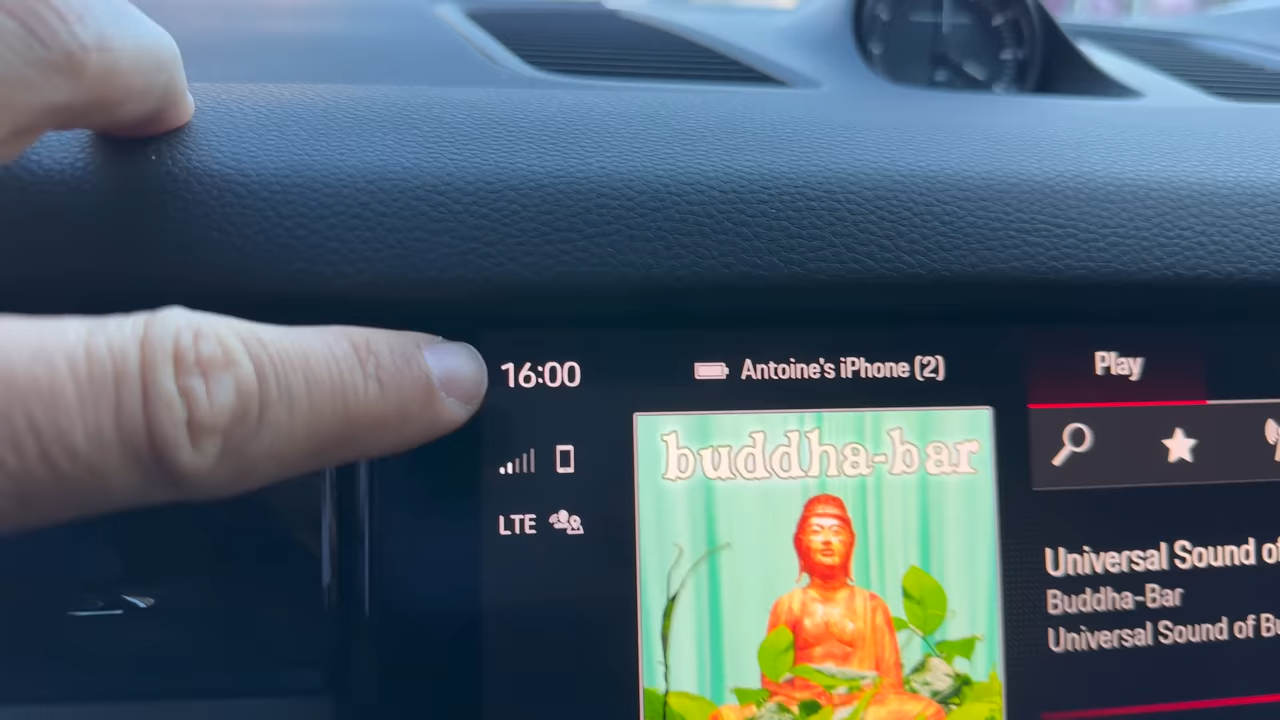 16:00
LTE
Antoine's iPhone (2)
buddha-bar
Play
Universal Sound of
Buddha-Bar
Universal Sound of Bu